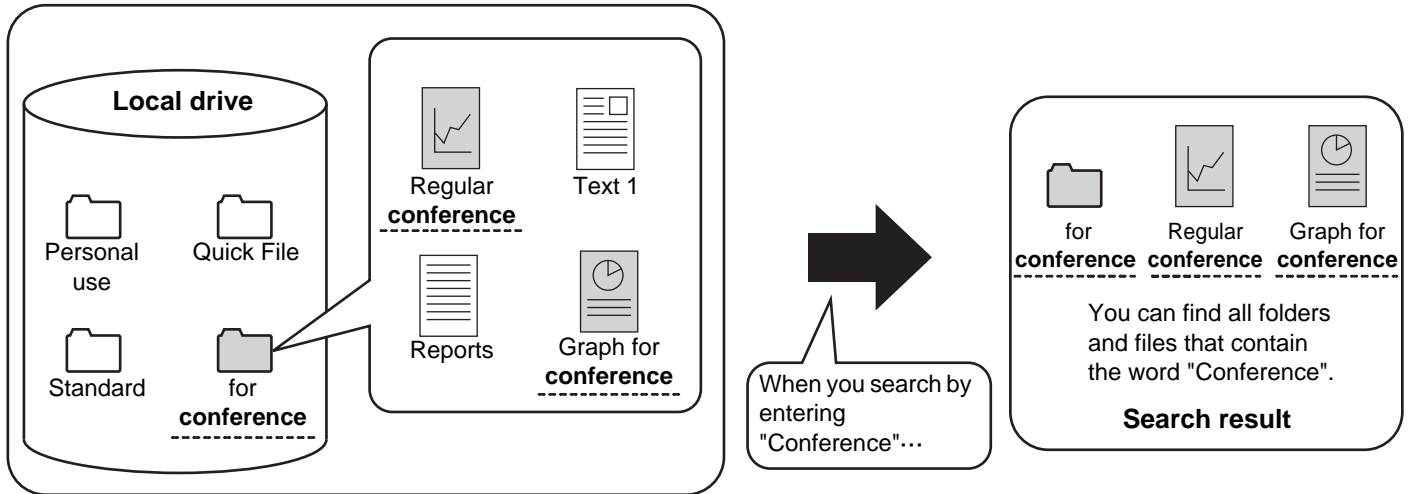 Local drive
Personal
use
Quick File
Standard
for
conference
Regular
conference
Text 1
Reports
Graph for
conference
When you search by
entering
"Conference"···
for
conference
Regular
conference
Graph for
conference
You can find all folders
and files that contain
the word "Conference".
Search result